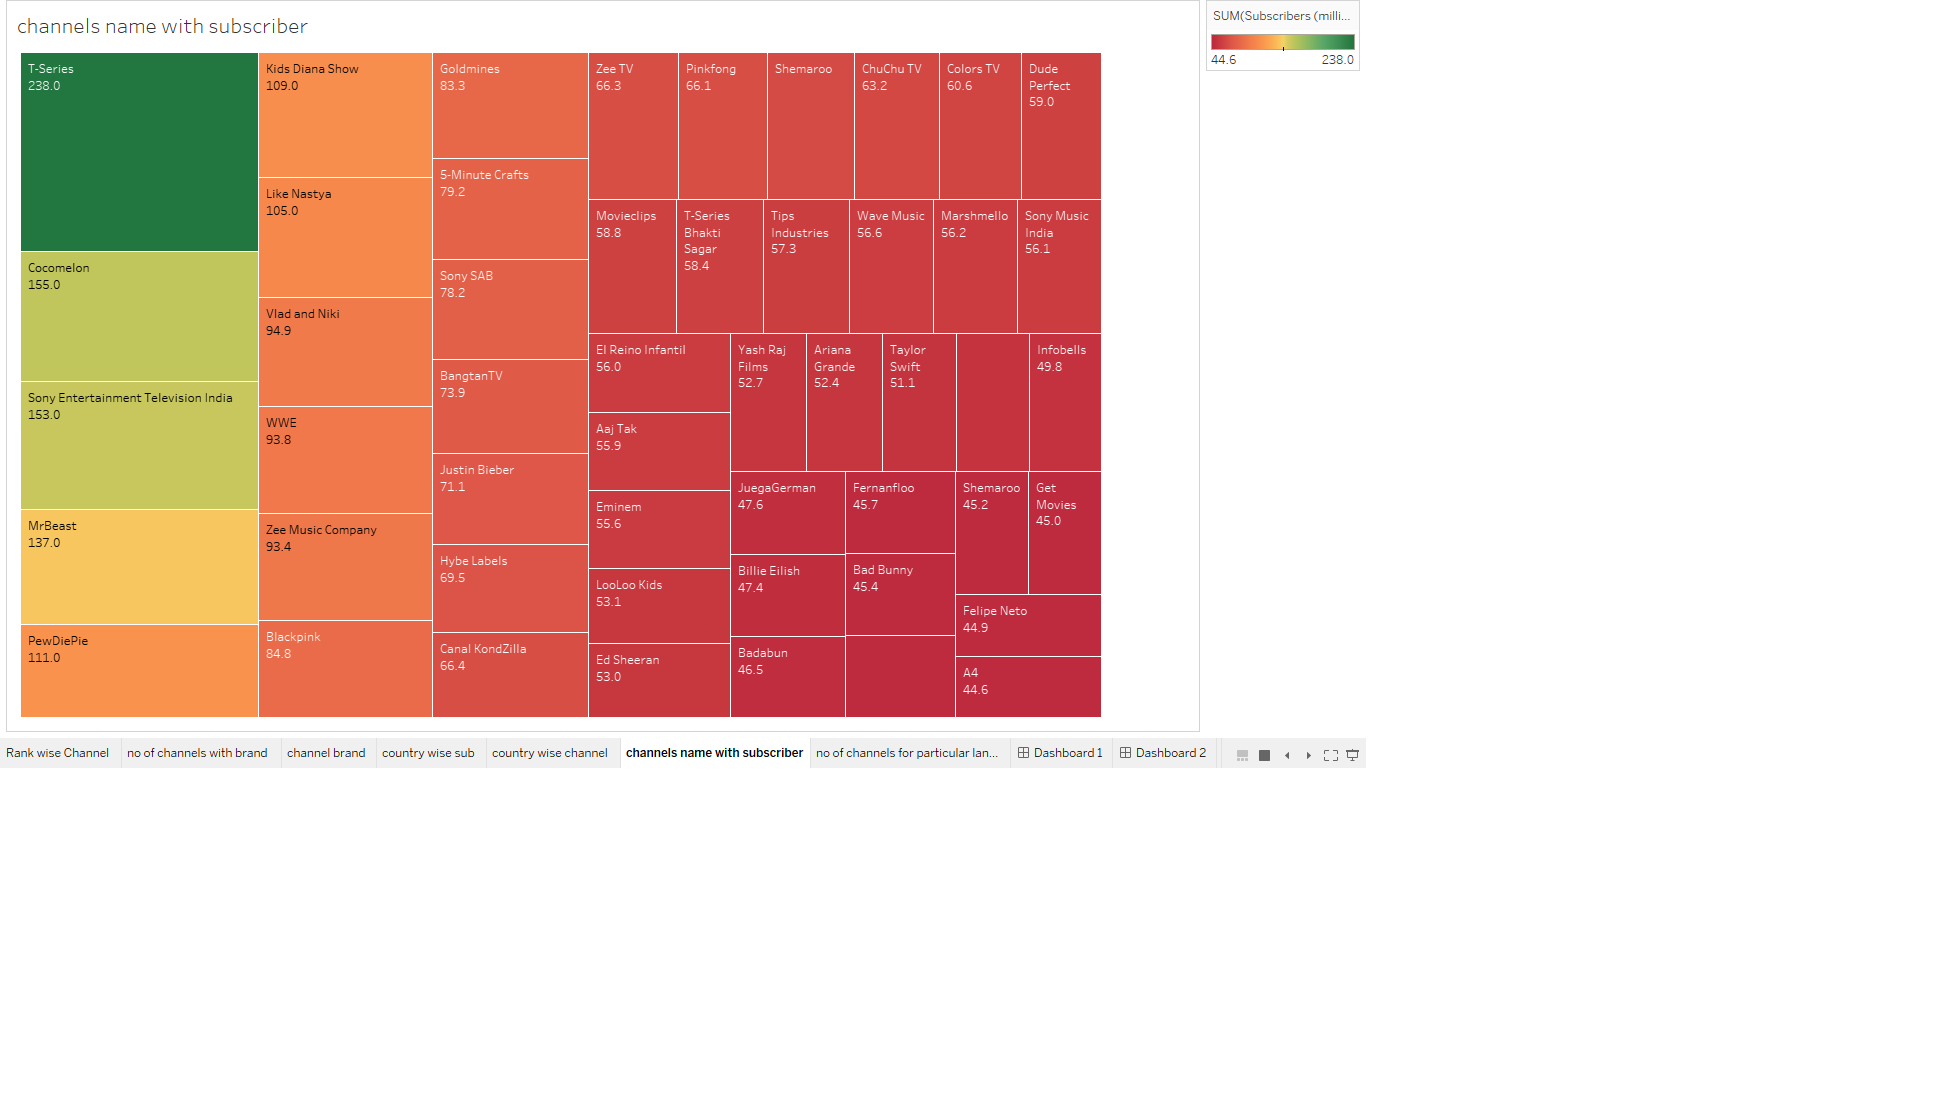 channels name with subscriber
SUM(Subscribers (milli...
44.6
238.0
T-Series
238.0
Cocomelon
155.0
Sony Entertainment Television India
153.0
MrBeast
137.0
PewDiePie
111.0
Kids Diana Show
109.0
Like Nastya
105.0
Vlad and Niki
94.9
WWE
93.8
Zee Music Company
93.4
Blackpink
84.8
Goldmines
83.3
5-Minute Crafts
79.2
Sony SAB
78.2
BangtanTV
73.9
Justin Bieber
71.1
Hybe Labels
69.5
Canal KondZilla
66.4
Zee TV
66.3
Pinkfong
66.1
Shemaroo
ChuChu TV
63.2
Colors TV
60.6
Dude
Perfect
59.0
Movieclips
58.8
T-Series
Bhakti
Sagar
58.4
Tips
Industries
57.3
Wave Music
56.6
Marshmello
56.2
Sony Music
India
56.1
El Reino Infantil
56.0
Aaj Tak
55.9
Eminem
55.6
LooLoo Kids
53.1
Ed Sheeran
53.0
Yash Raj
Films
52.7
Ariana
Grande
52.4
Taylor
Swift
51.1
Infobells
49.8
JuegaGerman
47.6
Billie Eilish
47.4
Badabun
46.5
Fernanfloo
45.7
Bad Bunny
45.4
Shemaroo
45.2
Get
Movies
45.0
Felipe Neto
44.9
A4
44.6
Rank wise Channel
no of channels with brand
channel brand
country wise sub
country wise channel
channels name with subscriber
no of channels for particular lan...
Dashboard 1
Dashboard 2